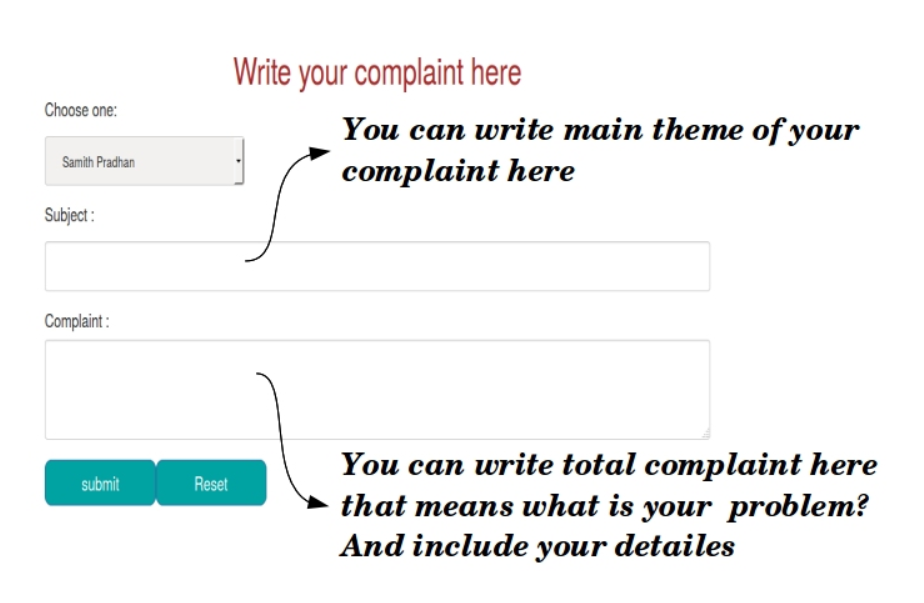 Write your complaint here
Choose one:
You can write main theme of your
complaint here
Samith Pradhan
Subject :
Complaint :
You can write total complaint here
that means what is your problem?
And include your detailes
submit
Reset